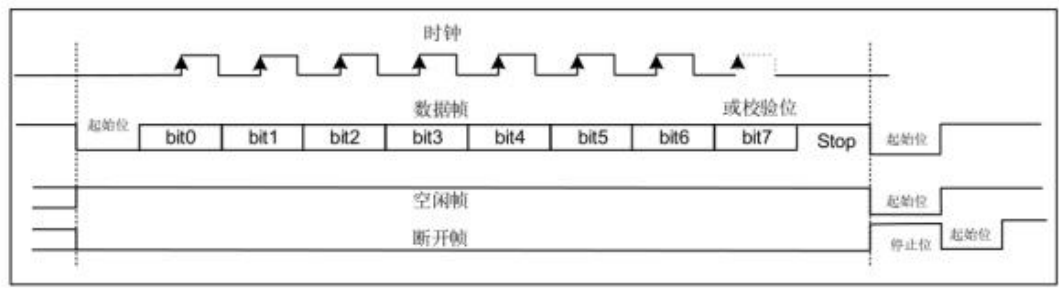 时钟
数据帧 或校验位
起始位 bit0 bit1 bit2 bit3 bit4 bit5 bit6 bit7 Stop 起始位
空闲帧 起始位
断开帧 停止位 起始位